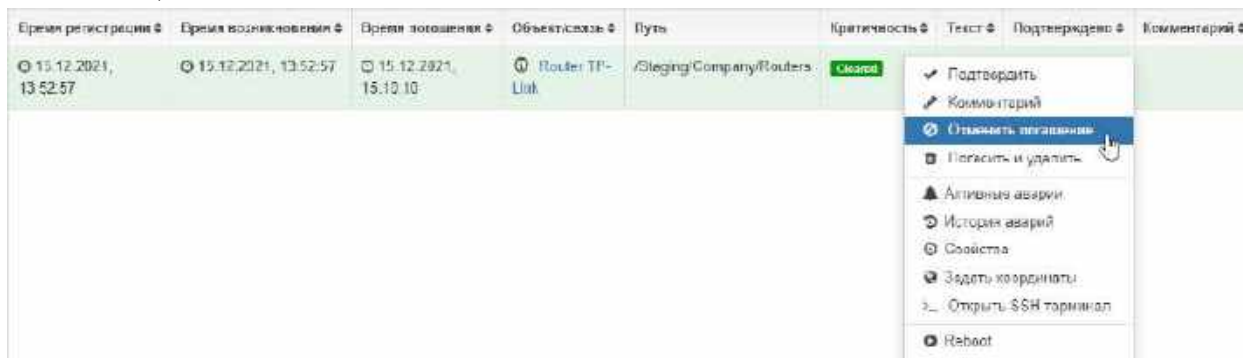 Время регистрации Время возникновения Время погашения Объект/связь Путь Критичность Текст Подтверждено Комментарий
15.12.2021, 13:52:57
15.12.2021, 13:52:57
15.12.2021, 15:10:10
Router TP-Link
/Staging/Company/Routers
Cleared
Подтвердить
Комментарий
Отменить погашение
Погасить и удалить
Активные аварии
История аварий
Свойства
Задать координаты
Открыть SSH терминал
Reboot